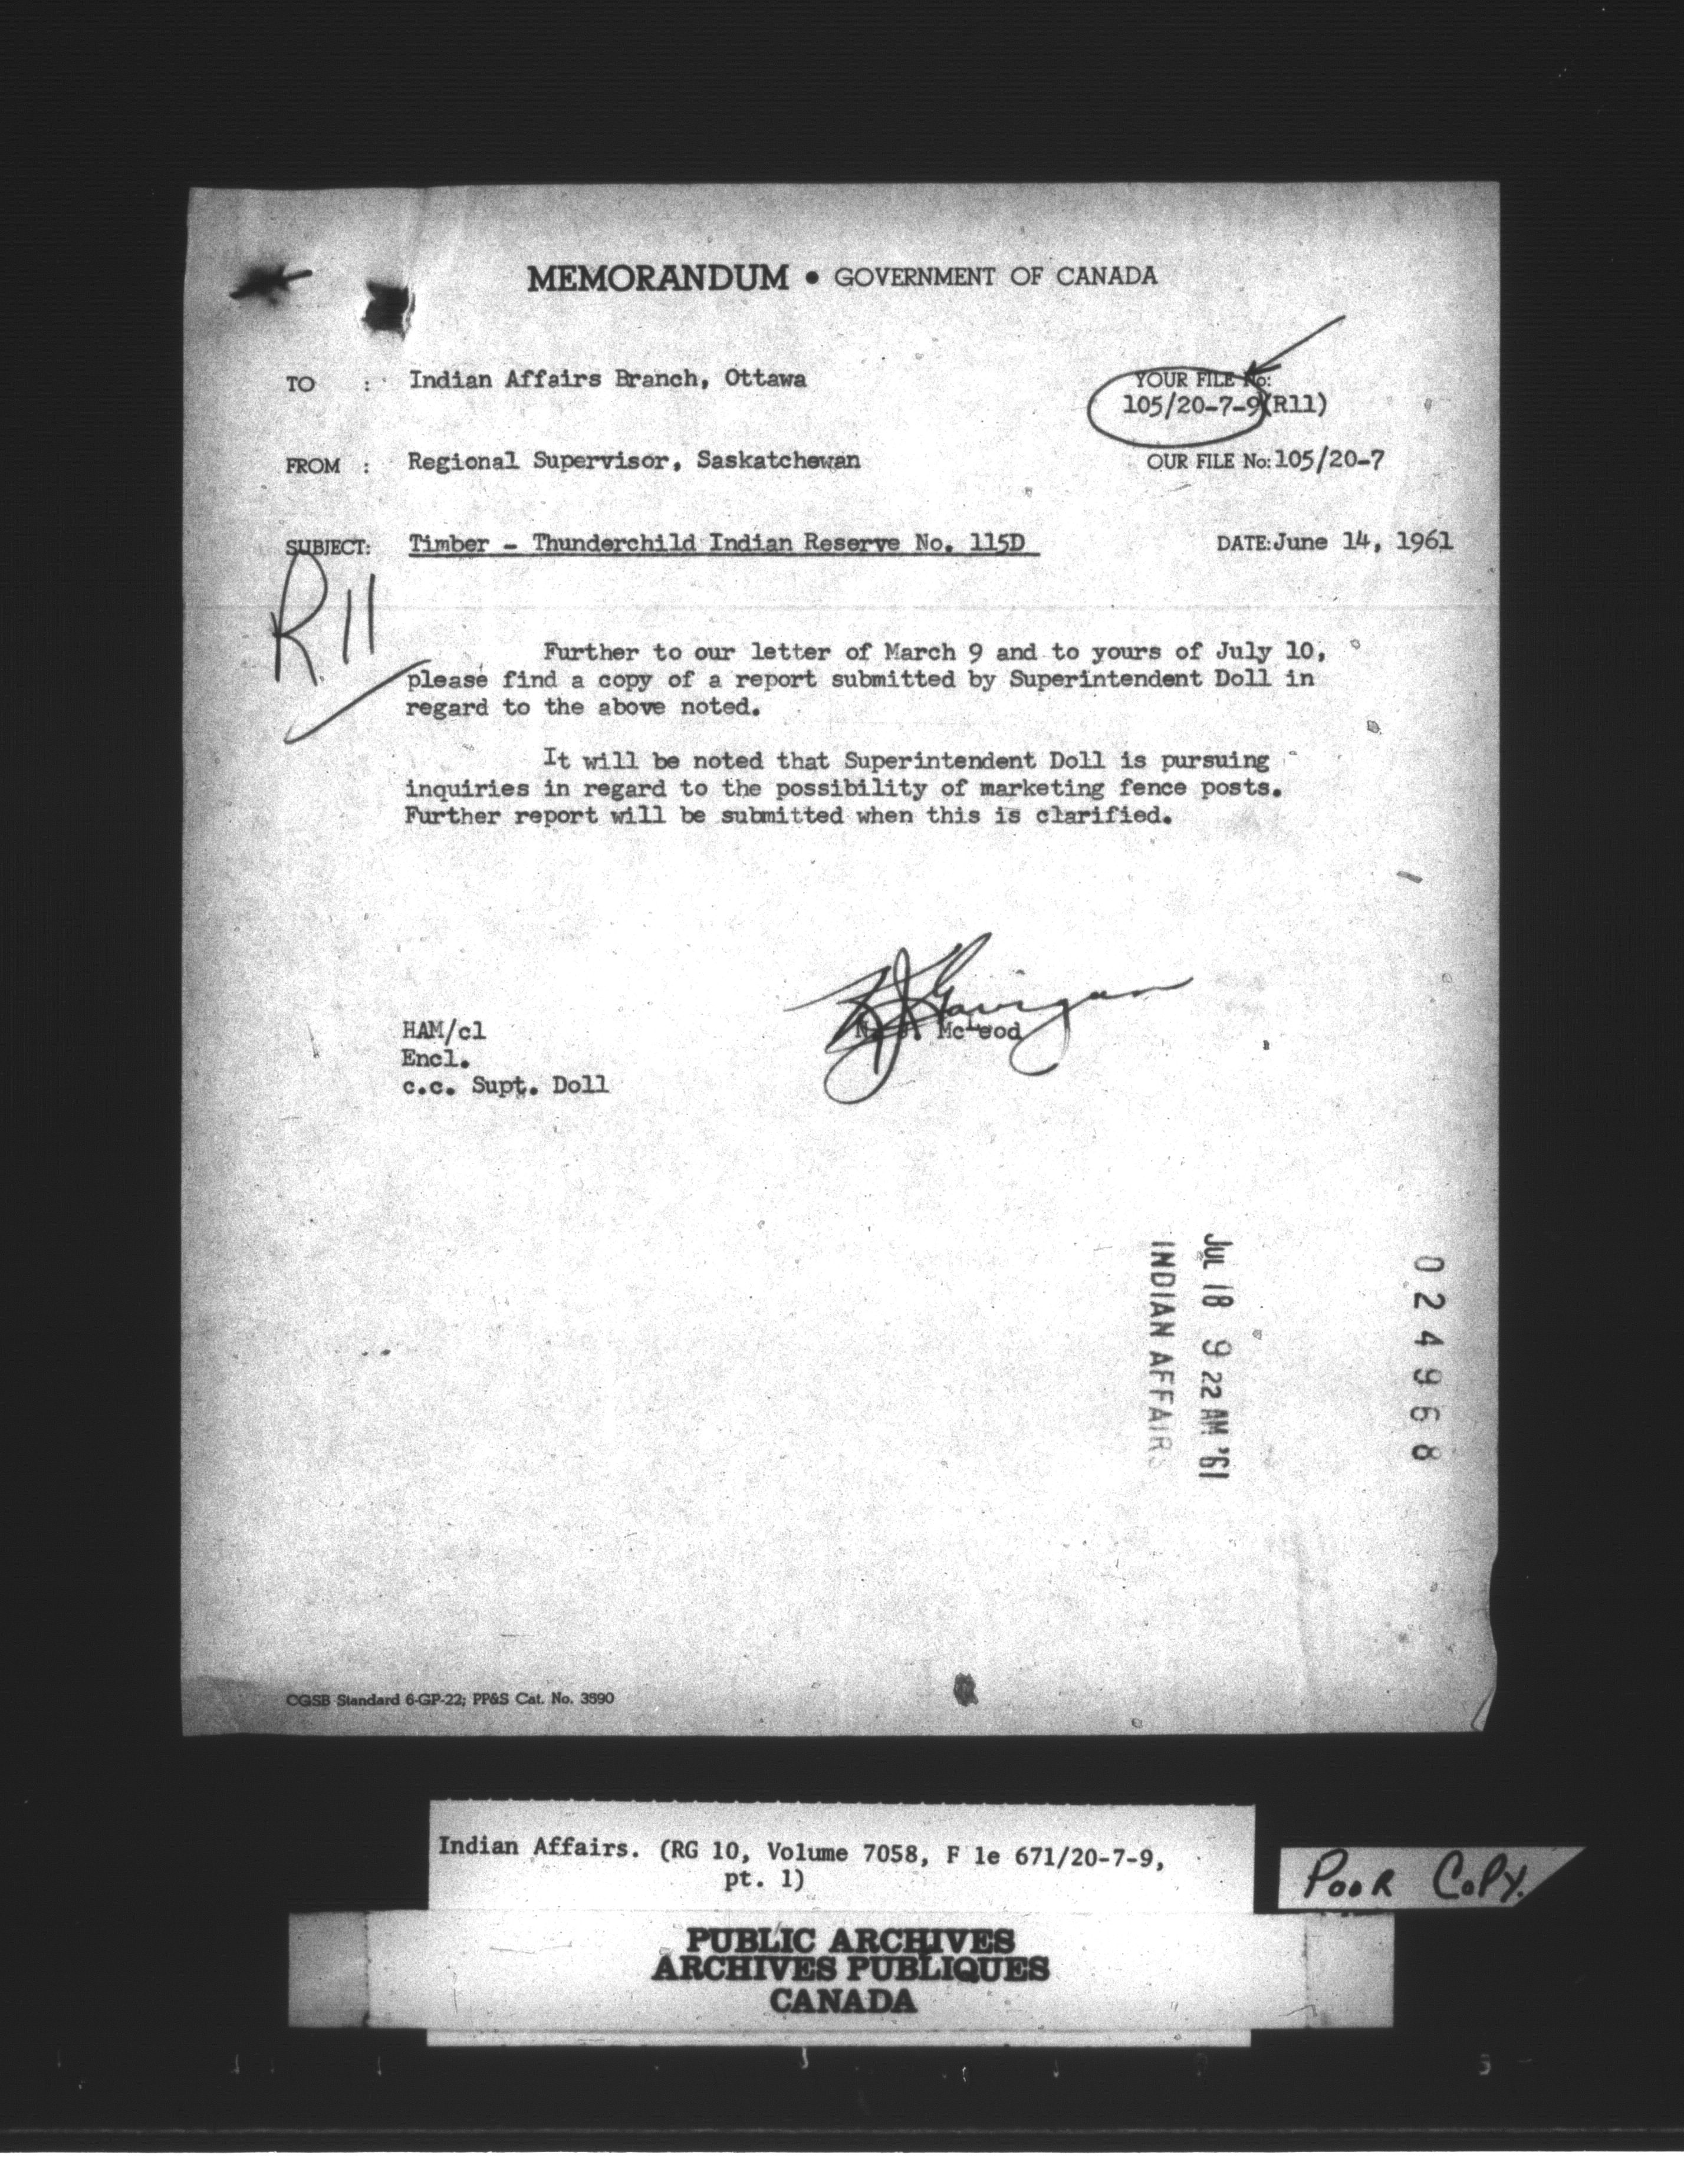 MEMORANDUM • GOVERNMENT OF CANADA
TO : Indian Affairs Branch, Ottawa
YOUR FILE No:
105/20-7-9(R11)
FROM : Regional Supervisor, Saskatchewan
OUR FILE No: 105/20-7
SUBJECT: Timber - Thunderchild Indian Reserve No. 115D
DATE: June 14, 1961
R.11
Further to our letter of March 9 and to yours of July 10,
please find a copy of a report submitted by Superintendent Doll in
regard to the above noted.
It will be noted that Superintendent Doll is pursuing
inquiries in regard to the possibility of marketing fence posts.
Further report will be submitted when this is clarified.
McLeod
HAM/cl
Encl.
c.c. Supt. Doll
JUL 18 9 22 AM '61
INDIAN AFFAIRS
024968
CGSB Standard 6-GP-22; PP&S Cat. No. 3590
Indian Affairs. (RG 10, Volume 7058, F le 671/20-7-9,
pt. 1)
POOR COPY.
PUBLIC ARCHIVES
ARCHIVES PUBLIQUES
CANADA